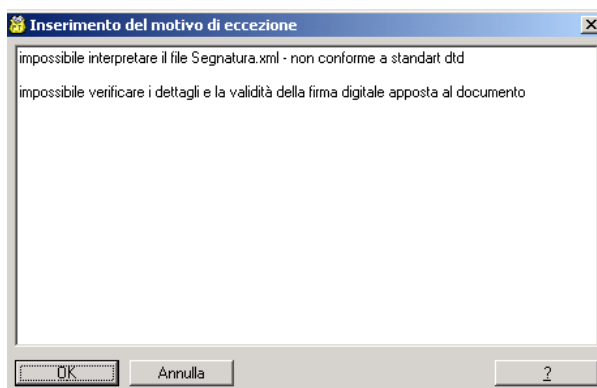 Inserimento del motivo di eccezione
impossibile interpretare il file Segnatura.xml - non conforme a standart dtd
impossibile verificare i dettagli e la validità della firma digitale apposta al documento
OK
Annulla
?